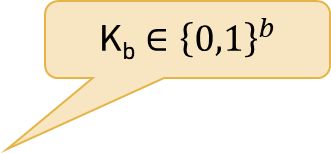 K_b ∈ {0,1}^b